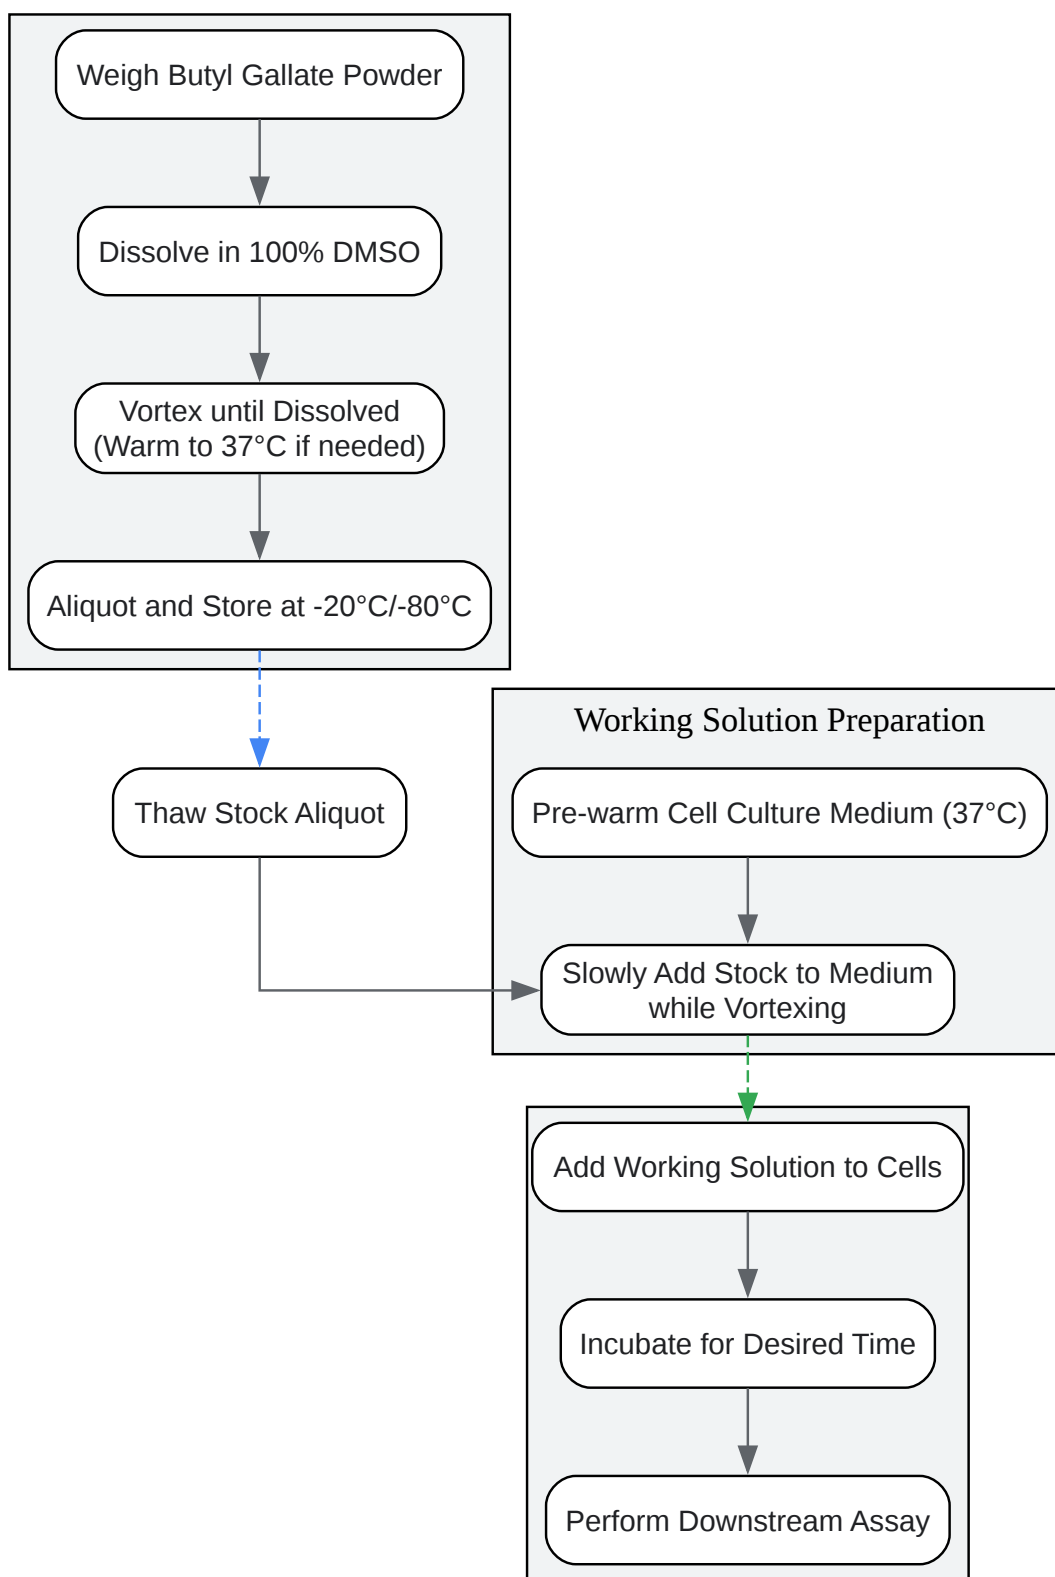 Weigh Butyl Gallate Powder
Dissolve in 100% DMSO
Vortex until Dissolved
(Warm to 37°C if needed)
Aliquot and Store at -20°C/-80°C
Thaw Stock Aliquot
Working Solution Preparation
Pre-warm Cell Culture Medium (37°C)
Slowly Add Stock to Medium
while Vortexing
Add Working Solution to Cells
Incubate for Desired Time
Perform Downstream Assay